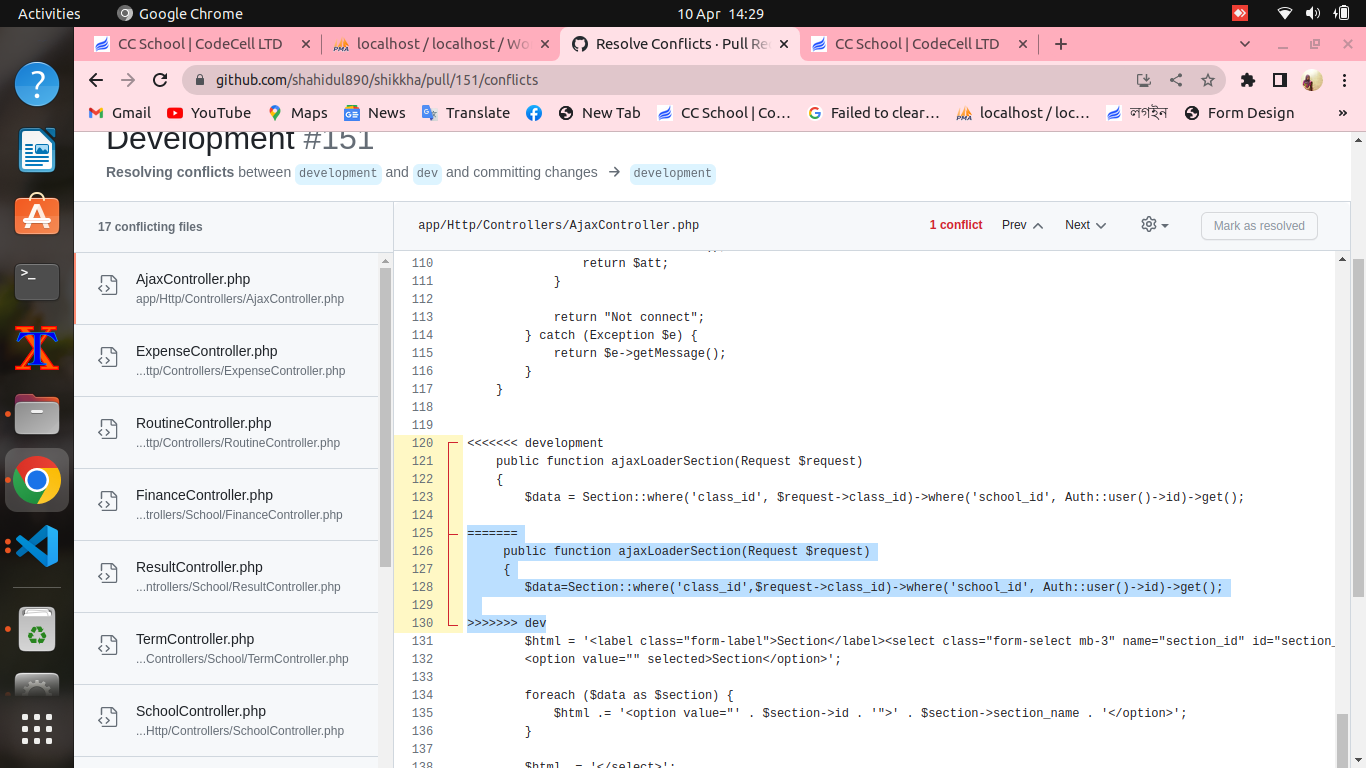 Activities
Google Chrome
10 Apr 14:29
CC School | CodeCell LTD
localhost / localhost / Wo
Resolve Conflicts · Pull Re
CC School | CodeCell LTD
github.com/shahidul890/shikkha/pull/151/conflicts
Gmail
YouTube
Maps
News
Translate
New Tab
CC School | Co…
Failed to clear…
localhost / loc…
লগইন
Form Design
»
Development #151
Resolving conflicts between development and dev and committing changes → development
17 conflicting files
AjaxController.php
app/Http/Controllers/AjaxController.php
ExpenseController.php
...ttp/Controllers/ExpenseController.php
RoutineController.php
...ttp/Controllers/RoutineController.php
FinanceController.php
...trollers/School/FinanceController.php
ResultController.php
...ntrollers/School/ResultController.php
TermController.php
...Controllers/School/TermController.php
SchoolController.php
...Http/Controllers/SchoolController.php
app/Http/Controllers/AjaxController.php
1 conflict
Prev
Next
Mark as resolved
110 return $att;
111 }
112
113 return "Not connect";
114 } catch (Exception $e) {
115 return $e->getMessage();
116 }
117 }
118
119
120 <<<<<<< development
121 public function ajaxLoaderSection(Request $request)
122 {
123 $data = Section::where('class_id', $request->class_id)->where('school_id', Auth::user()->id)->get();
124
125 =======
126 public function ajaxLoaderSection(Request $request)
127 {
128 $data=Section::where('class_id',$request->class_id)->where('school_id', Auth::user()->id)->get();
129
130 >>>>>>> dev
131 $html = '<label class="form-label">Section</label><select class="form-select mb-3" name="section_id" id="section_
132 <option value="" selected>Section</option>';
133
134 foreach ($data as $section) {
135 $html .= '<option value="' . $section->id . '">' . $section->section_name . '</option>';
136 }
137
138 $html .= '</select>';